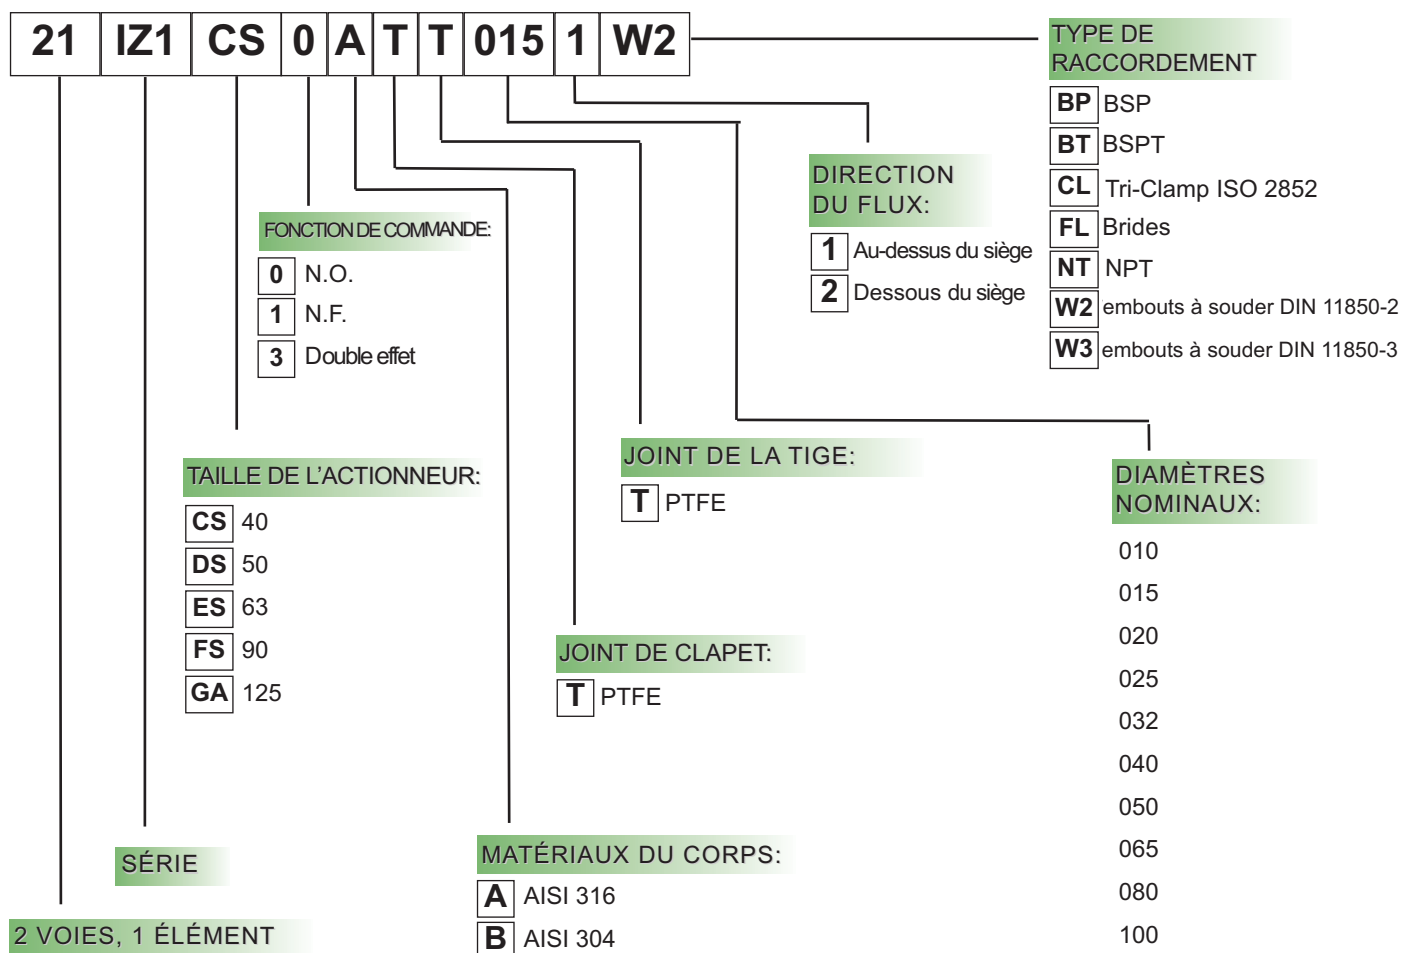 21 IZ1 CS 0 A T T 015 1 W2
TYPE DE
RACCORDEMENT
BP BSP
BT BSPT
CL Tri-Clamp ISO 2852
FL Brides
NT NPT
W2 embouts à souder DIN 11850-2
W3 embouts à souder DIN 11850-3
DIRECTION
DU FLUX:
1 Au-dessus du siège
2 Dessous du siège
FONCTION DE COMMANDE:
0 N.O.
1 N.F.
3 Double effet
TAILLE DE L'ACTIONNEUR:
CS 40
DS 50
ES 63
FS 90
GA 125
JOINT DE LA TIGE:
T PTFE
DIAMÈTRES
NOMINAUX:
010
015
020
025
032
040
050
065
080
100
JOINT DE CLAPET:
T PTFE
SÉRIE
MATÉRIAUX DU CORPS:
A AISI 316
B AISI 304
2 VOIES, 1 ÉLÉMENT